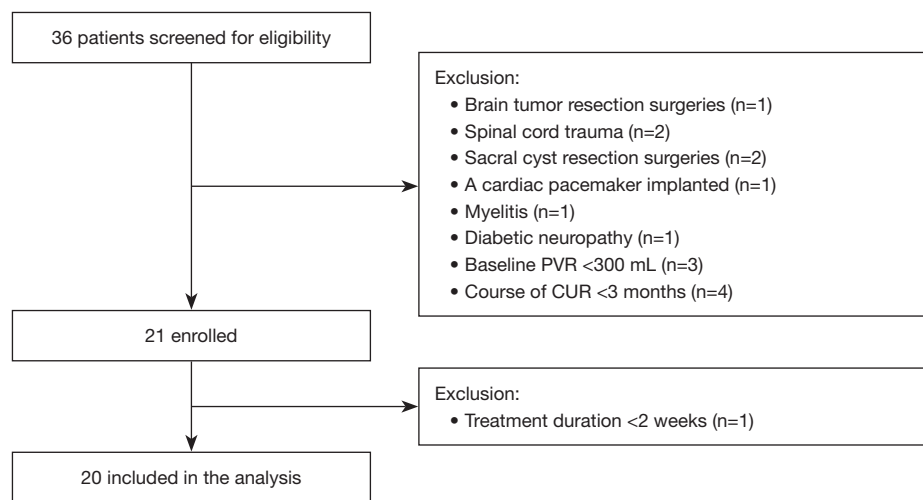 36 patients screened for eligibility
Exclusion:
• Brain tumor resection surgeries (n=1)
• Spinal cord trauma (n=2)
• Sacral cyst resection surgeries (n=2)
• A cardiac pacemaker implanted (n=1)
• Myelitis (n=1)
• Diabetic neuropathy (n=1)
• Baseline PVR <300 mL (n=3)
• Course of CUR <3 months (n=4)
21 enrolled
Exclusion:
• Treatment duration <2 weeks (n=1)
20 included in the analysis